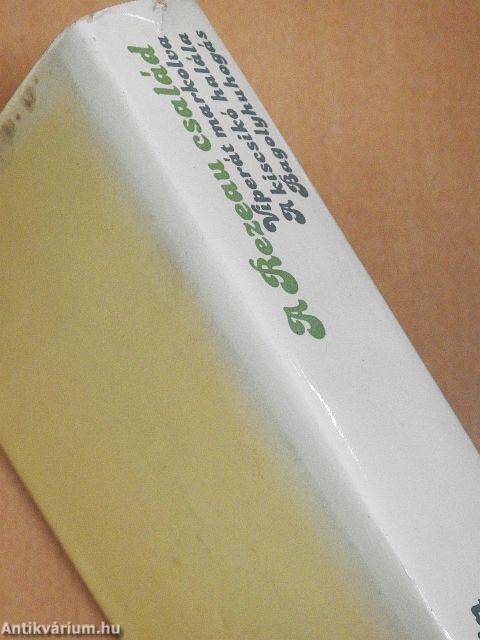 A Rezeau család
Viperát markolva
A kiscsikó halála
A Bagolyhuhogás
Antikvárium.hu